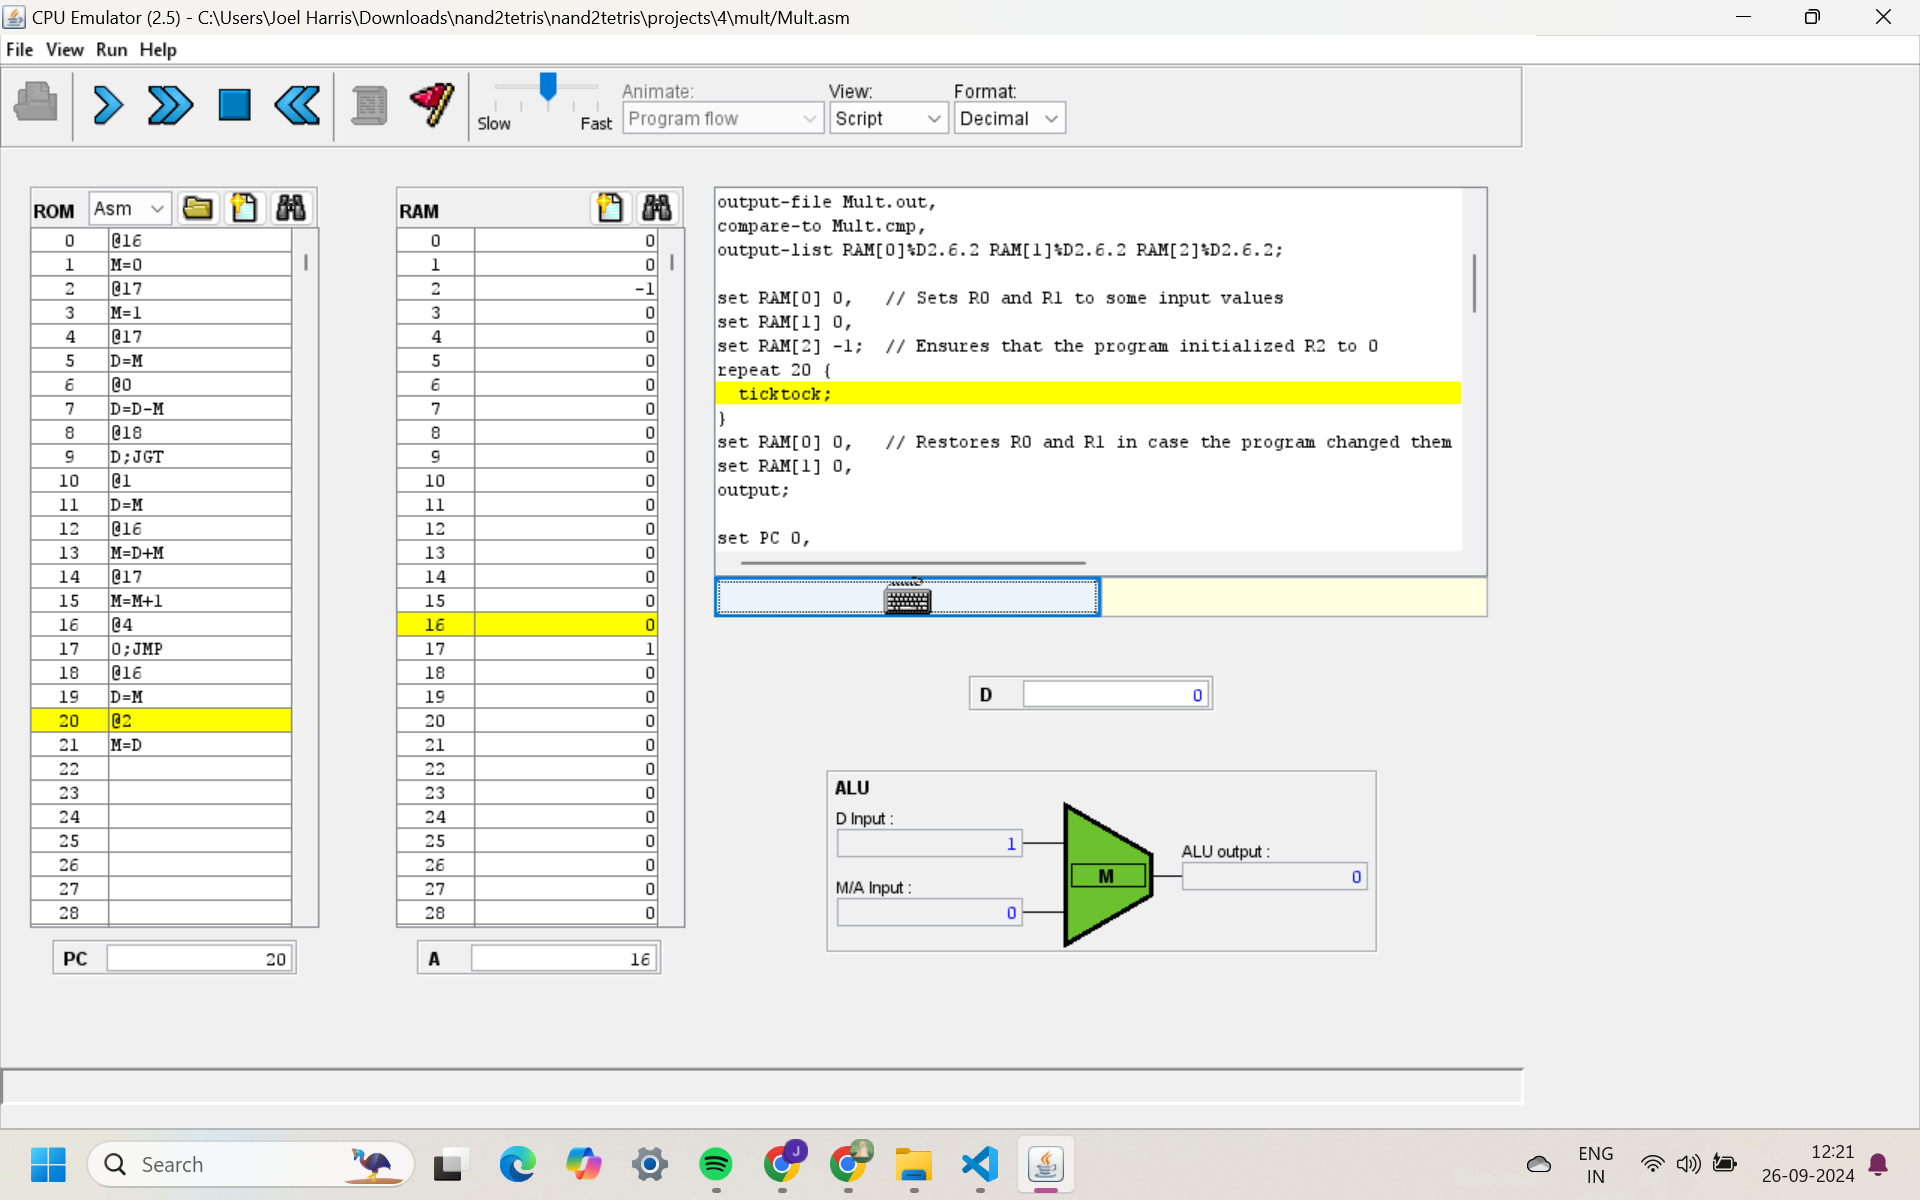 CPU Emulator (2.5) - C:\Users\Joel Harris\Downloads\nand2tetris\nand2tetris\projects\4\mult/Mult.asm
File View Run Help
Slow Fast
Animate:
Program flow
View:
Script
Format:
Decimal
ROM Asm
0 @16
1 M=0
2 @17
3 M=1
4 @17
5 D=M
6 @0
7 D=D-M
8 @18
9 D;JGT
10 @1
11 D=M
12 @16
13 M=D+M
14 @17
15 M=M+1
16 @4
17 0;JMP
18 @16
19 D=M
20 @2
21 M=D
22
23
24
25
26
27
28
PC 20
RAM
0 0
1 0
2 -1
3 0
4 0
5 0
6 0
7 0
8 0
9 0
10 0
11 0
12 0
13 0
14 0
15 0
16 0
17 1
18 0
19 0
20 0
21 0
22 0
23 0
24 0
25 0
26 0
27 0
28 0
A 16
output-file Mult.out,
compare-to Mult.cmp,
output-list RAM[0]%D2.6.2 RAM[1]%D2.6.2 RAM[2]%D2.6.2;
set RAM[0] 0,   // Sets R0 and R1 to some input values
set RAM[1] 0,
set RAM[2] -1;  // Ensures that the program initialized R2 to 0
repeat 20 {
  ticktock;
}
set RAM[0] 0,   // Restores R0 and R1 in case the program changed them
set RAM[1] 0,
output;
set PC 0,
D 0
ALU
D Input :
1
M/A Input :
0
M
ALU output :
0
Search
J
ENG
IN
12:21
26-09-2024